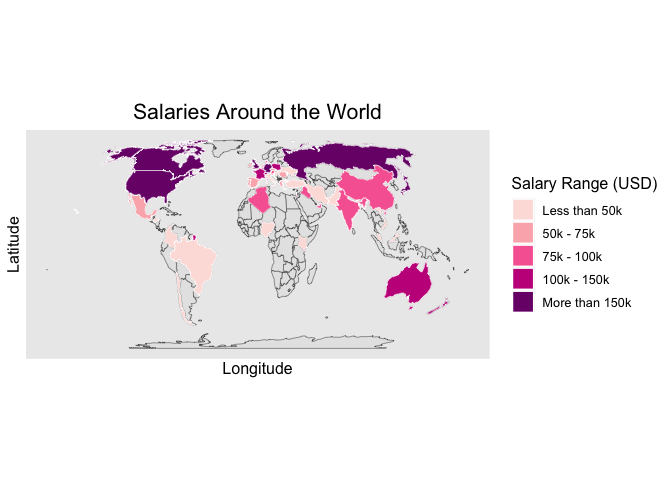 Salaries Around the World
Latitude
Longitude
Salary Range (USD)
Less than 50k
50k - 75k
75k - 100k
100k - 150k
More than 150k